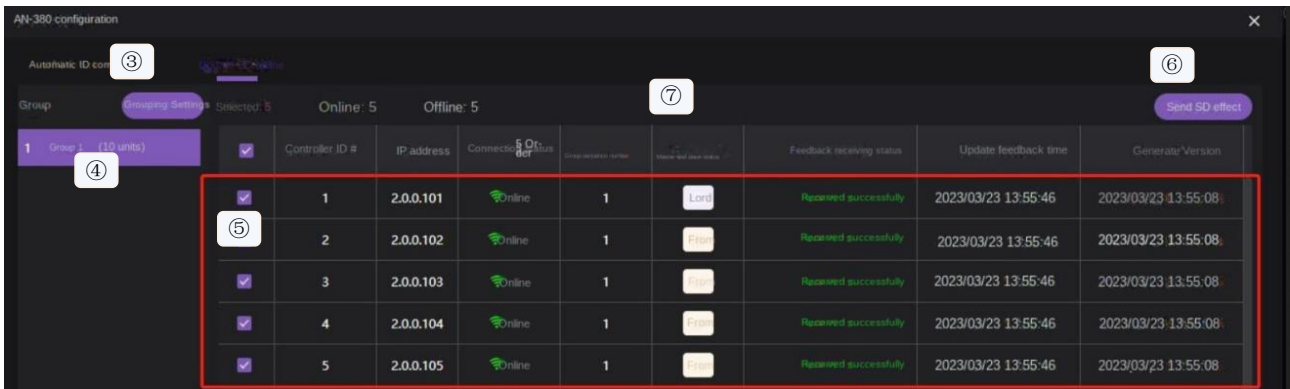 AN-380 configuration
Automatic ID com ③
⑥
Group Grouping Settings Selected: 5 Online: 5 Offline: 5 ⑦ Send SD effect
1 Group 1 (10 units)
④
Controller ID # IP address Connection Status 5 Or-der Feedback receiving status Update feedback time Generate Version
1 2.0.0.101 Online 1 Lord Received successfully 2023/03/23 13:55:46 2023/03/23 13:55:08
⑤
2 2.0.0.102 Online 1 From Received successfully 2023/03/23 13:55:46 2023/03/23 13:55:08
3 2.0.0.103 Online 1 From Received successfully 2023/03/23 13:55:46 2023/03/23 13:55:08
4 2.0.0.104 Online 1 From Received successfully 2023/03/23 13:55:46 2023/03/23 13:55:08
5 2.0.0.105 Online 1 From Received successfully 2023/03/23 13:55:46 2023/03/23 13:55:08